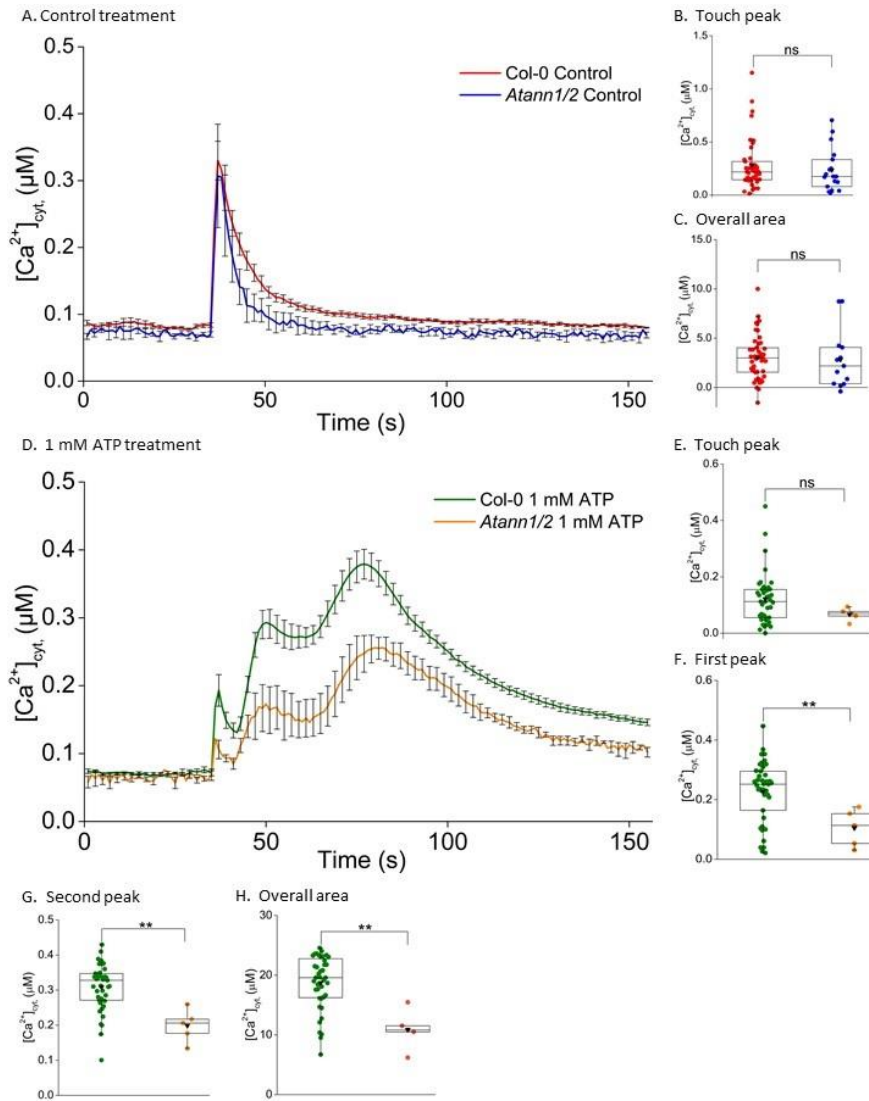 A. Control treatment
0.5
0.4
0.3
0.2
0.1
0.0
[Ca²⁺]cyt, (µM)
Col-0 Control
Atann1/2 Control
0
50
100
150
Time (s)
B. Touch peak
1.5
1.0
0.5
0.0
[Ca²⁺]cyt, (µM)
ns
C. Overall area
15.0
10.0
5.0
0.0
[Ca²⁺]cyt, (µM)
ns
D. 1 mM ATP treatment
0.5
0.4
0.3
0.2
0.1
0.0
[Ca²⁺]cyt, (µM)
Col-0 1 mM ATP
Atann1/2 1 mM ATP
0
50
100
150
Time (s)
E. Touch peak
0.6
0.4
0.2
0.0
[Ca²⁺]cyt, (µM)
ns
F. First peak
0.6
0.4
0.2
0.0
[Ca²⁺]cyt, (µM)
**
G. Second peak
0.5
0.4
0.3
0.2
0.1
0.0
[Ca²⁺]cyt, (µM)
**
H. Overall area
30
20
10
0
[Ca²⁺]cyt, (µM)
**